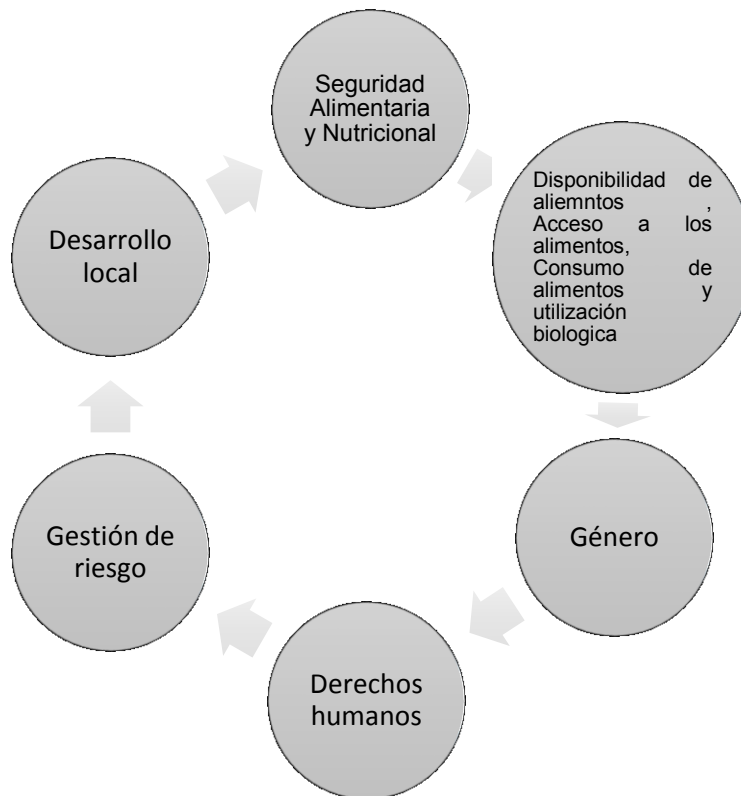 Seguridad
Alimentaria
y Nutricional
Disponibilidad de
aliemntos ,
Acceso a los
alimentos,
Consumo de
alimentos y
utilización
biologica
Género
Derechos
humanos
Gestión de
riesgo
Desarrollo
local